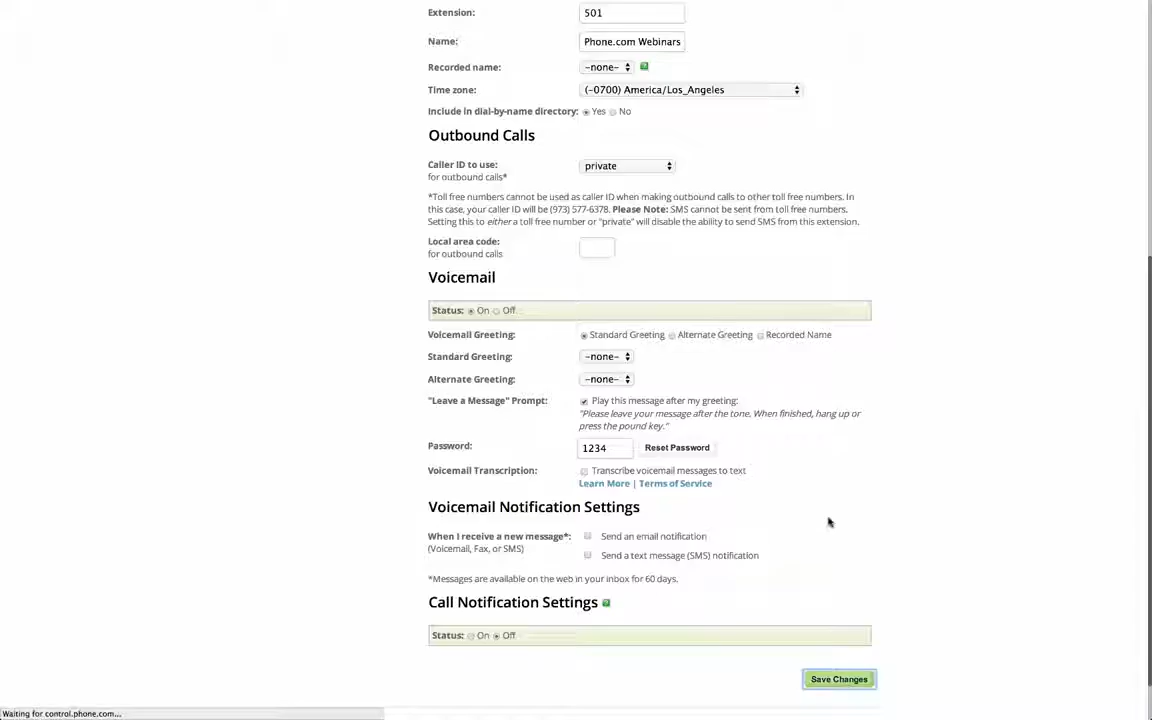 Extension: 501
Name: Phone.com Webinars
Recorded name: -none-
Time zone: (-0700) America/Los_Angeles
Include in dial-by-name directory: Yes No
Outbound Calls
Caller ID to use: private
for outbound calls*
*Toll free numbers cannot be used as caller ID when making outbound calls to other toll free numbers. In
this case, your caller ID will be (973) 577-6378. Please Note: SMS cannot be sent from toll free numbers.
Setting this to either a toll free number or "private" will disable the ability to send SMS from this extension.
Local area code:
for outbound calls
Voicemail
Status: On Off
Voicemail Greeting: Standard Greeting Alternate Greeting Recorded Name
Standard Greeting: -none-
Alternate Greeting: -none-
"Leave a Message" Prompt: Play this message after my greeting:
"Please leave your message after the tone. When finished, hang up or
press the pound key."
Password: 1234 Reset Password
Voicemail Transcription: Transcribe voicemail messages to text
Learn More | Terms of Service
Voicemail Notification Settings
When I receive a new message*: Send an email notification
(Voicemail, Fax, or SMS)
Send a text message (SMS) notification
*Messages are available on the web in your inbox for 60 days.
Call Notification Settings ?
Status: On Off
Save Changes
Waiting for control.phone.com...